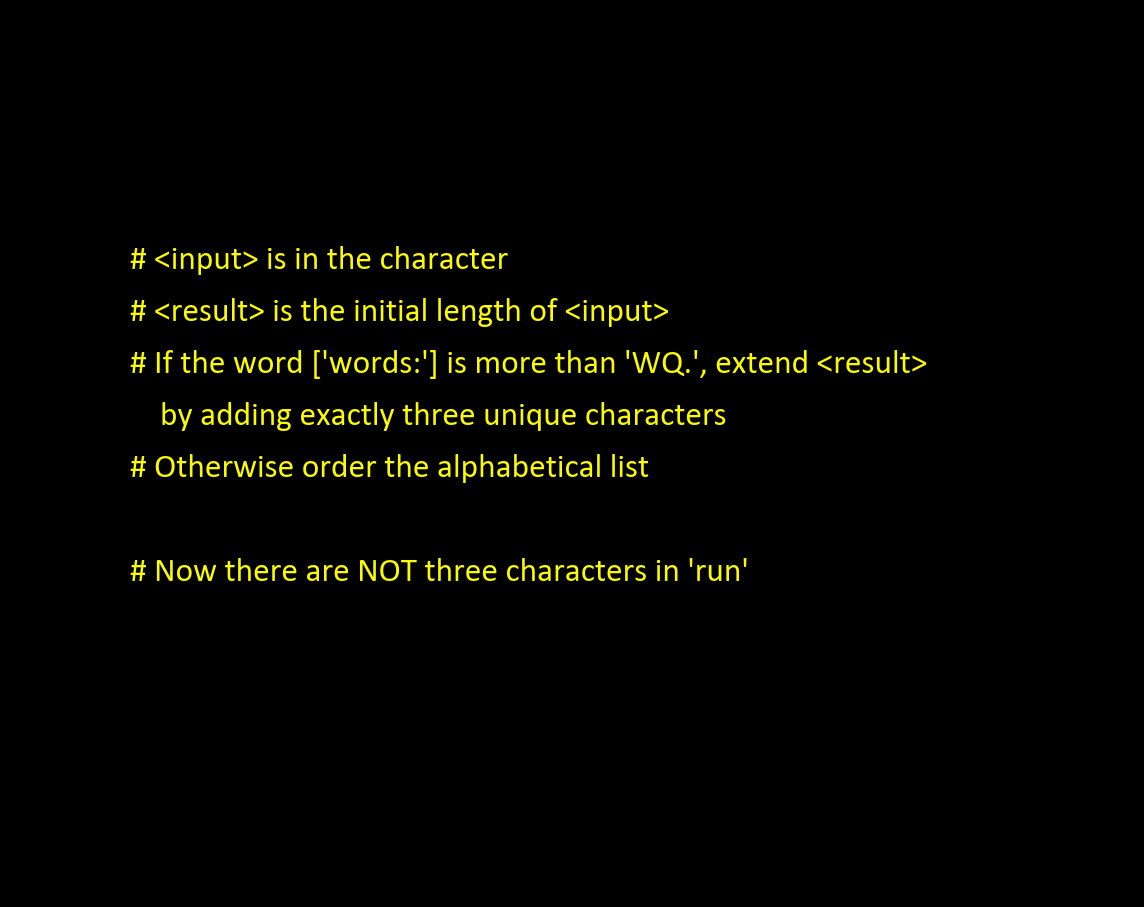 # <input> is in the character
# <result> is the initial length of <input>
# If the word ['words:'] is more than 'WQ.', extend <result>
by adding exactly three unique characters
# Otherwise order the alphabetical list
# Now there are NOT three characters in 'run'